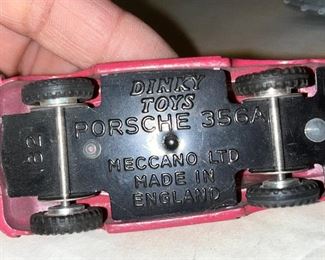 DINKY
TOYS
PORSCHE 356A
182
MECCANO LTD
MADE IN
ENGLAND